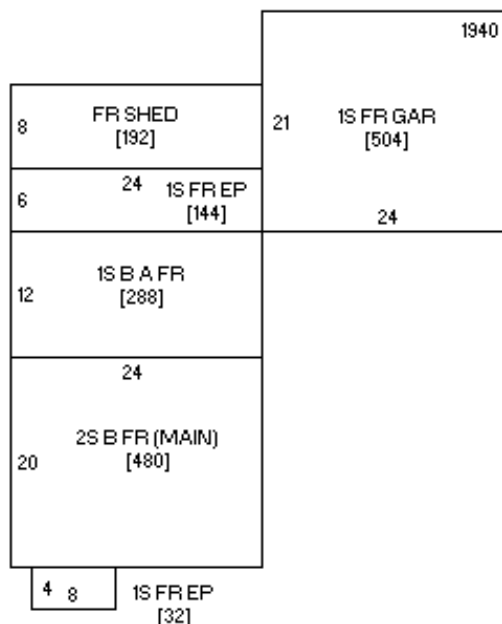 1940
8
FR SHED
[192]
21
1S FR GAR
[504]
24
6
1S FR EP
[144]
24
12
1S B A FR
[288]
24
20
2S B FR (MAIN)
[480]
4
8
1S FR EP
[32]